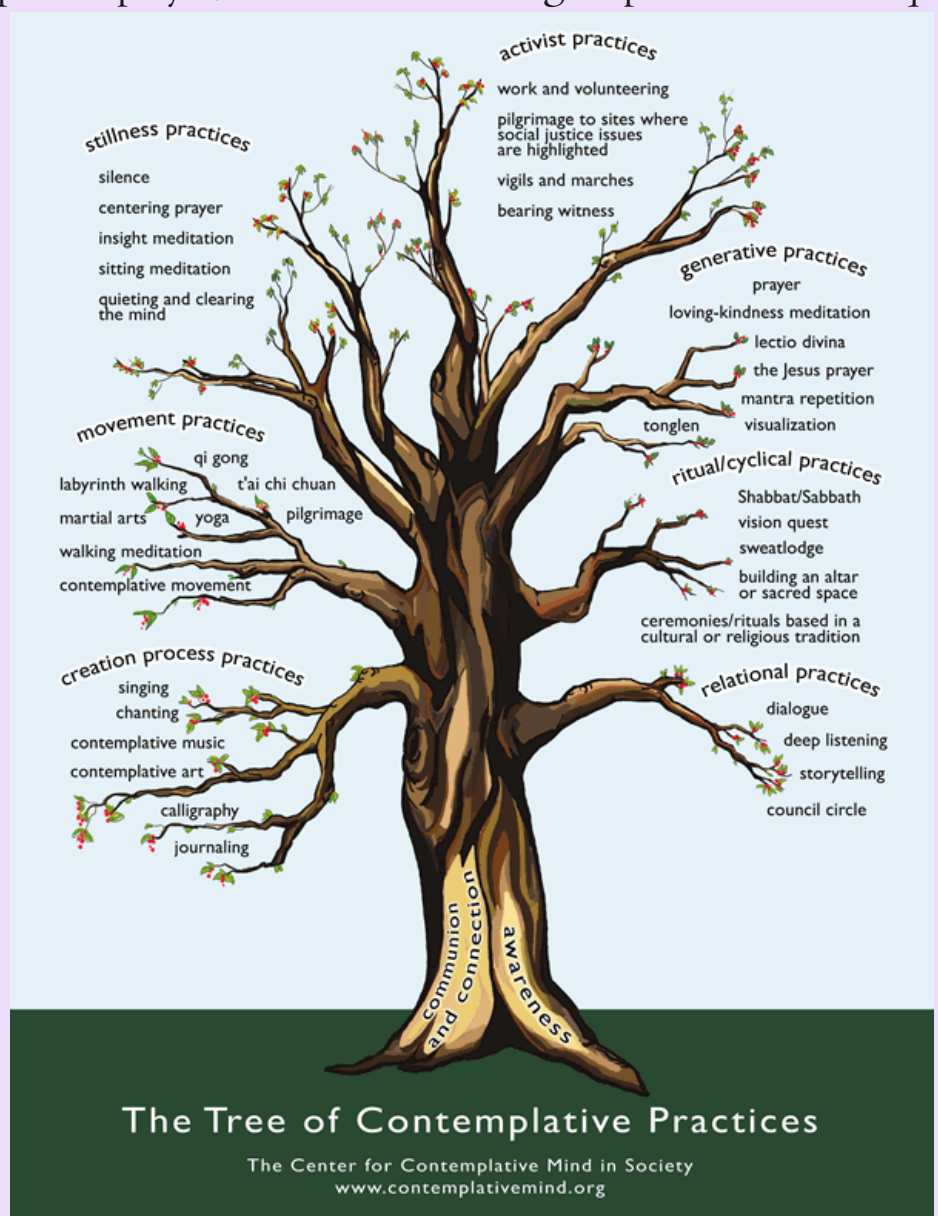 activist practices
work and volunteering
pilgrimage to sites where
social justice issues
are highlighted
vigils and marches
bearing witness
stillness practices
silence
centering prayer
insight meditation
sitting meditation
quieting and clearing
the mind
generative practices
prayer
loving-kindness meditation
lectio divina
the Jesus prayer
mantra repetition
tonglen
visualization
movement practices
qi gong
labyrinth walking
t'ai chi chuan
martial arts
yoga
pilgrimage
walking meditation
contemplative movement
ritual/cyclical practices
Shabbat/Sabbath
vision quest
sweatlodge
building an altar
or sacred space
ceremonies/rituals based in a
cultural or religious tradition
creation process practices
singing
chanting
contemplative music
contemplative art
calligraphy
journaling
relational practices
dialogue
deep listening
storytelling
council circle
communion
and connection
awareness
The Tree of Contemplative Practices
The Center for Contemplative Mind in Society
www.contemplativemind.org